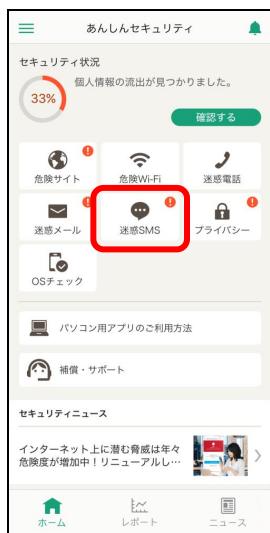 あんしんセキュリティ
セキュリティ状況
33%
個人情報の流出が見つかりました。
確認する
危険サイト
危険Wi-Fi
迷惑電話
迷惑メール
迷惑SMS
プライバシー
OSチェック
パソコン用アプリのご利用方法
補償・サポート
セキュリティニュース
インターネット上に潜む脅威は年々
危険度が増加中！リニューアルし…
ホーム
レポート
ニュース